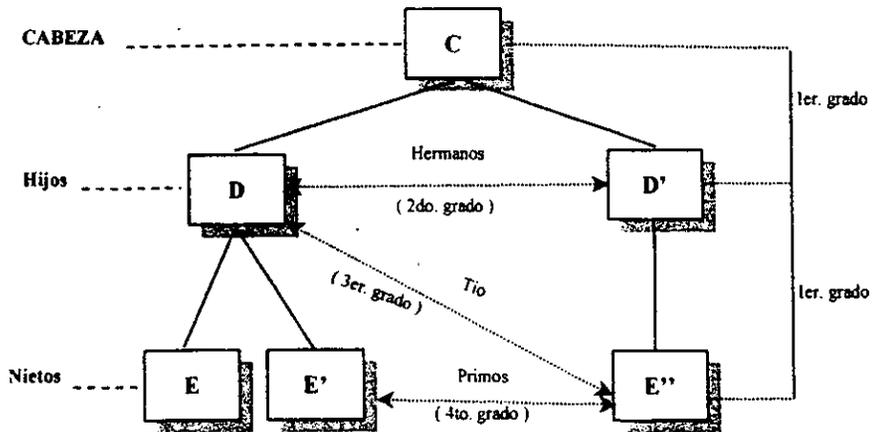 CABEZA
C
1er. grado
Hijos
D
Hermanos
( 2do. grado )
D'
( 3er. grado )
Tio
1er. grado
Nietos
E
E'
Primos
( 4to. grado )
E''